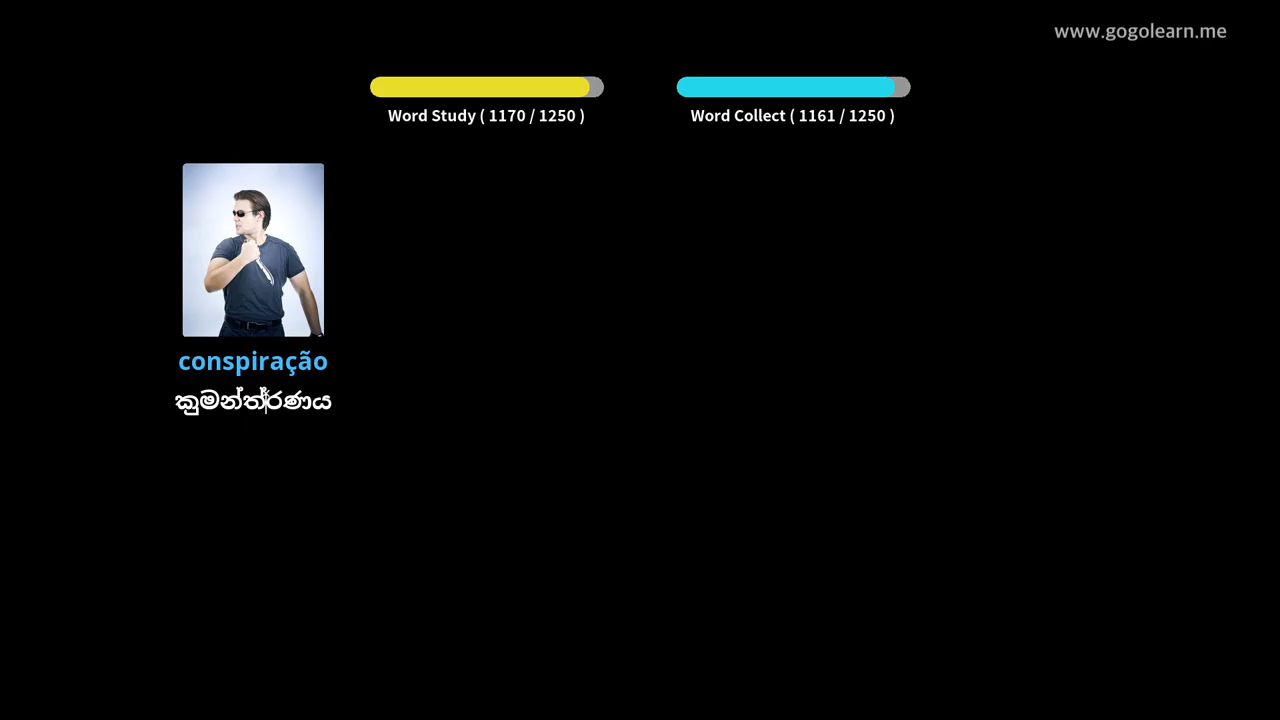 www.gogolearn.me
Word Study ( 1170 / 1250 )
Word Collect ( 1161 / 1250 )
conspiração
කුමන්ත්‍රණය